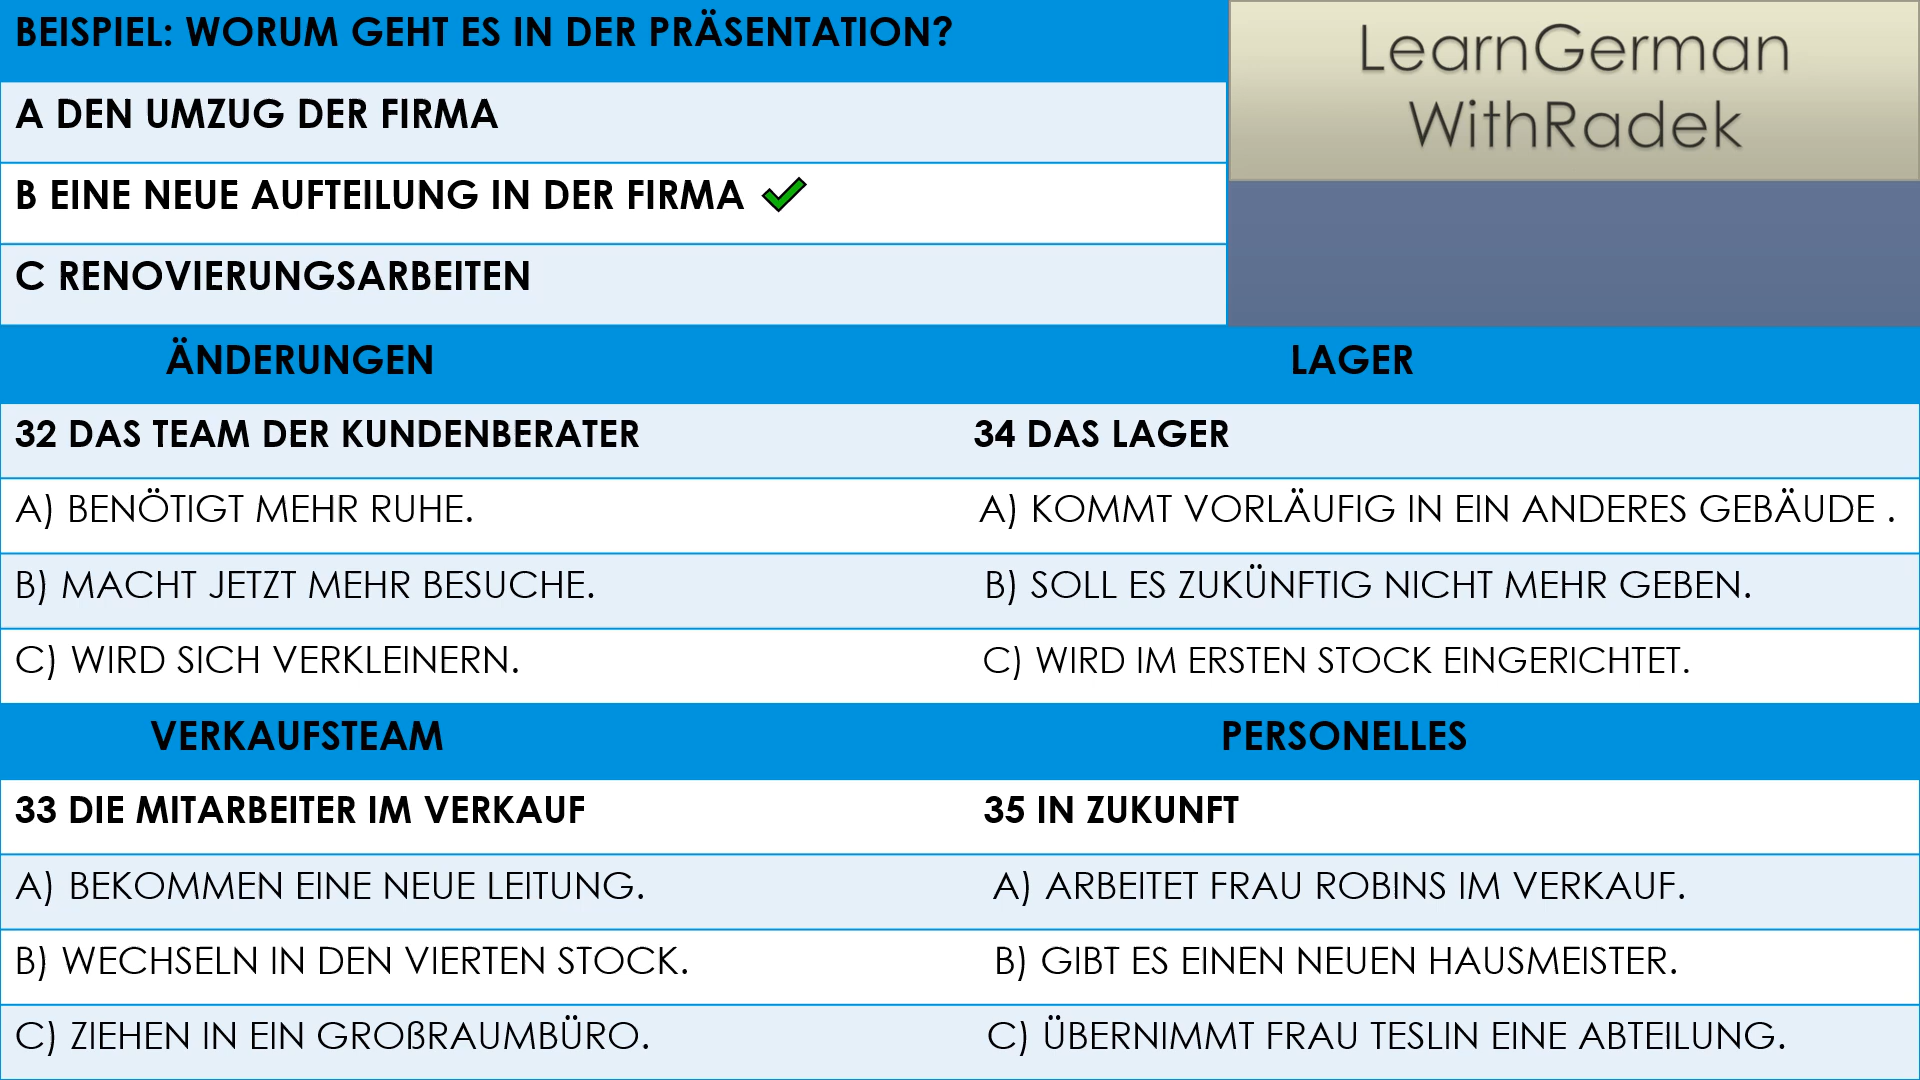 BEISPIEL: WORUM GEHT ES IN DER PRÄSENTATION?
LearnGerman
WithRadek
A DEN UMZUG DER FIRMA
B EINE NEUE AUFTEILUNG IN DER FIRMA
C RENOVIERUNGSARBEITEN
ÄNDERUNGEN
32 DAS TEAM DER KUNDENBERATER
A) BENÖTIGT MEHR RUHE.
B) MACHT JETZT MEHR BESUCHE.
C) WIRD SICH VERKLEINERN.
LAGER
34 DAS LAGER
A) KOMMT VORLÄUFIG IN EIN ANDERES GEBÄUDE .
B) SOLL ES ZUKÜNFTIG NICHT MEHR GEBEN.
C) WIRD IM ERSTEN STOCK EINGERICHTET.
VERKAUFSTEAM
33 DIE MITARBEITER IM VERKAUF
A) BEKOMMEN EINE NEUE LEITUNG.
B) WECHSELN IN DEN VIERTEN STOCK.
C) ZIEHEN IN EIN GROßRAUMBÜRO.
PERSONELLES
35 IN ZUKUNFT
A) ARBEITET FRAU ROBINS IM VERKAUF.
B) GIBT ES EINEN NEUEN HAUSMEISTER.
C) ÜBERNIMMT FRAU TESLIN EINE ABTEILUNG.